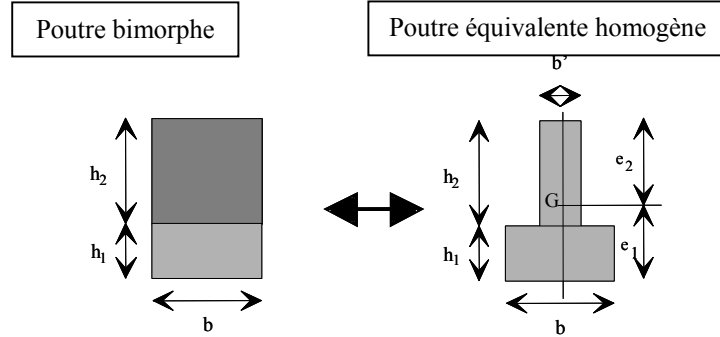 Poutre bimorphe
Poutre équivalente homogène
b'
h2
h1
b
h2
h1
G
e2
e1
b